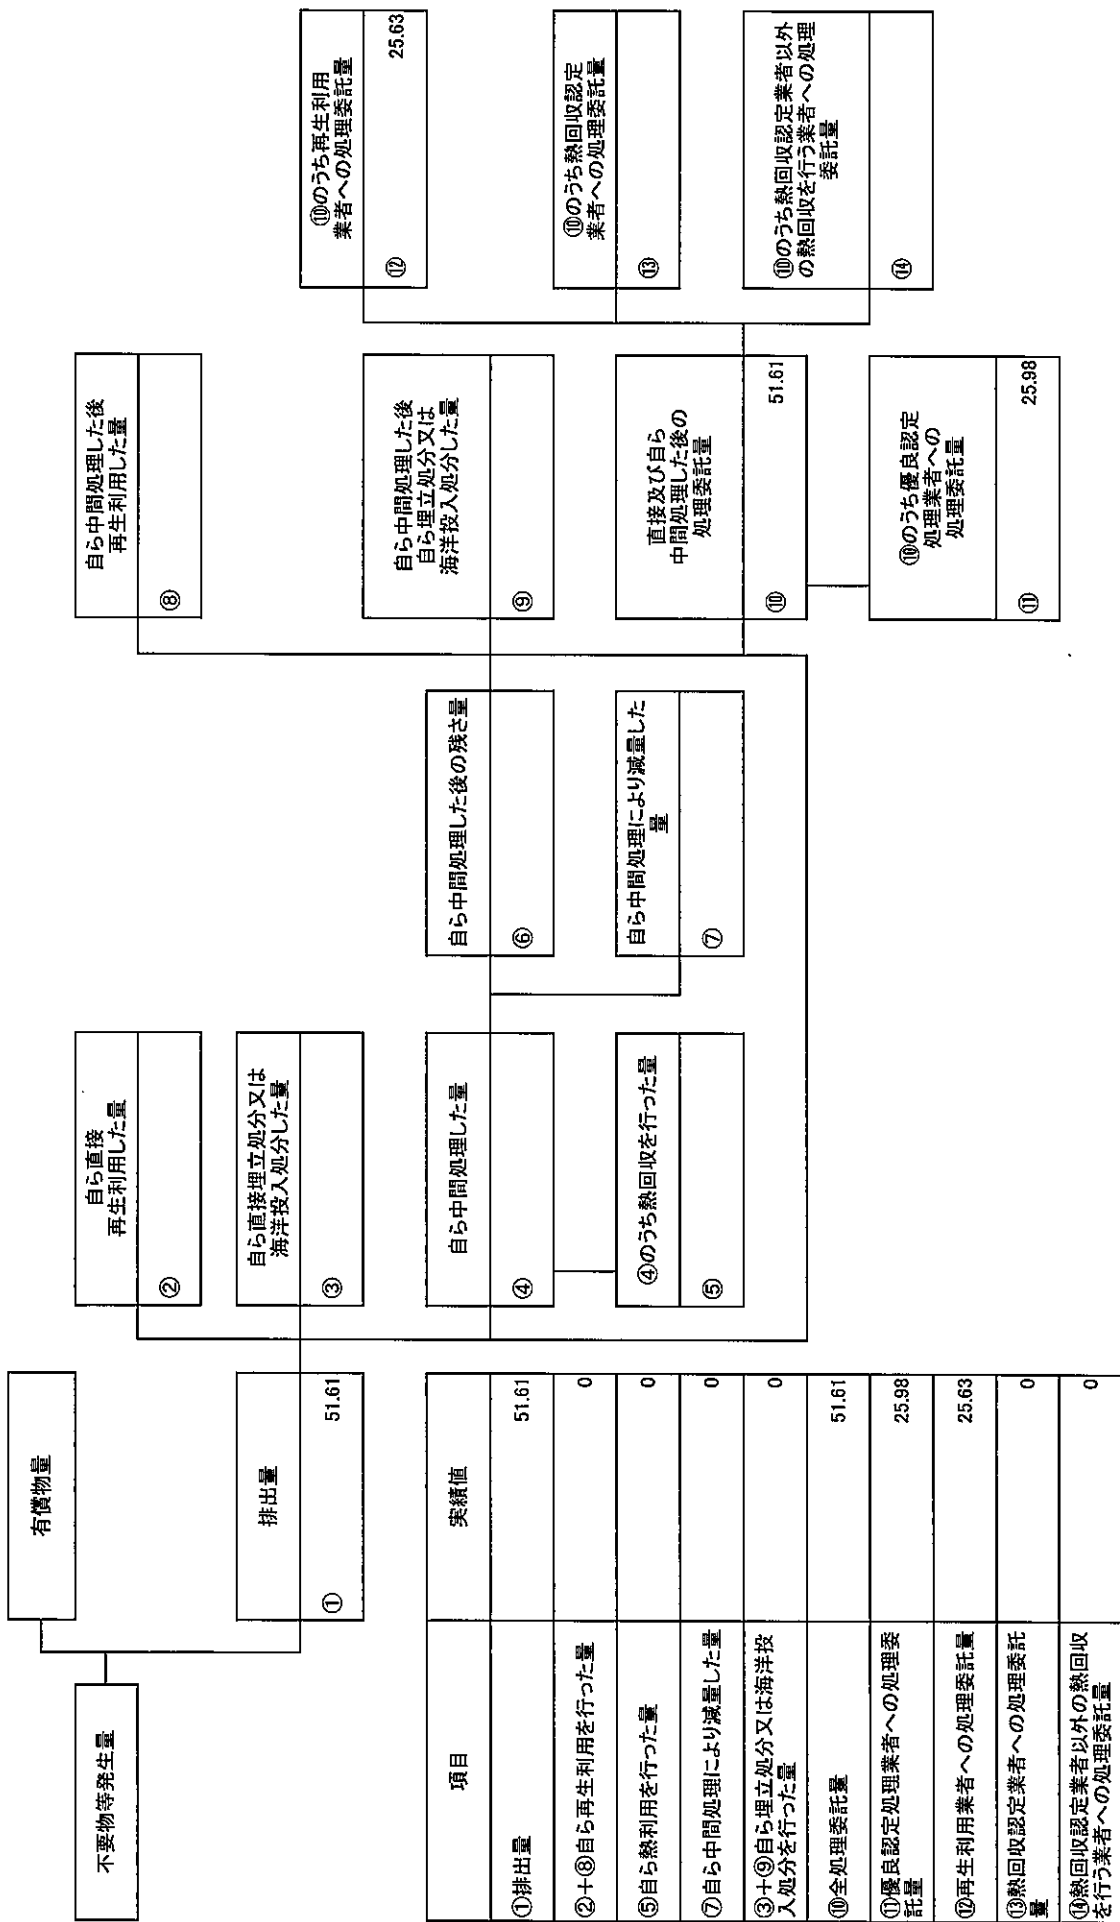 不要物等発生量
有償物量
排出量
①
51.61
自ら直接
再生利用した量
②
自ら直接埋立処分又は
海洋投入処分した量
③
自ら中間処理した量
④
④のうち熱回収を行った量
⑤
自ら中間処理した後の残さ量
⑥
自ら中間処理により減量した
量
⑦
自ら中間処理した後
再生利用した量
⑧
自ら中間処理した後
自ら埋立処分又は
海洋投入処分した量
⑨
直接及び自ら
中間処理した後の
処理委託量
⑩
51.61
⑩のうち優良認定
処理業者への
処理委託量
⑪
25.98
⑩のうち再生利用
業者への処理委託量
⑫
25.63
⑩のうち熱回収認定
業者への処理委託量
⑬
⑩のうち熱回収認定業者以外
の熱回収を行う業者への処理
委託量
⑭
項目
実績値
①排出量
51.61
②+⑧自ら再生利用を行った量
0
⑤自ら熱利用を行った量
0
⑦自ら中間処理により減量した量
0
③+⑨自ら埋立処分又は海洋投
入処分を行った量
0
⑩全処理委託量
51.61
⑪優良認定処理業者への処理委
託量
25.98
⑫再生利用業者への処理委託量
25.63
⑬熱回収認定業者への処理委託
量
0
⑭熱回収認定業者以外の熱回収
を行う業者への処理委託量
0